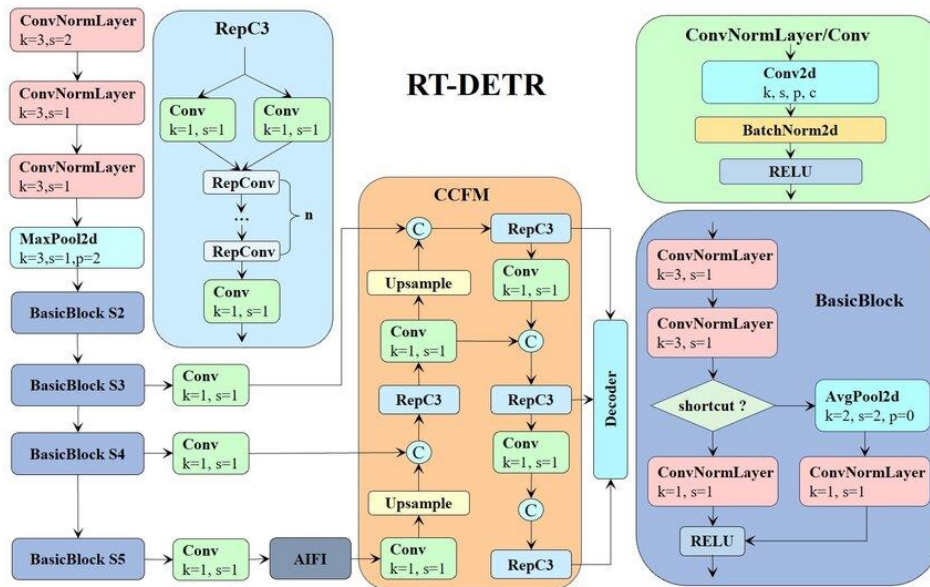 RT-DETR
ConvNormLayer
k=3,s=2
ConvNormLayer
k=3,s=1
ConvNormLayer
k=3,s=1
MaxPool2d
k=3,s=1,p=2
BasicBlock S2
BasicBlock S3
BasicBlock S4
BasicBlock S5
RepC3
Conv
k=1, s=1
Conv
k=1, s=1
RepConv
...
RepConv
n
Conv
k=1, s=1
Conv
k=1, s=1
Conv
k=1, s=1
Conv
k=1, s=1
AIFI
CCFM
C
Upsample
Conv
k=1, s=1
RepC3
C
Upsample
Conv
k=1, s=1
RepC3
Conv
k=1, s=1
C
RepC3
Conv
k=1, s=1
C
RepC3
Decoder
ConvNormLayer/Conv
Conv2d
k, s, p, c
BatchNorm2d
RELU
BasicBlock
ConvNormLayer
k=3, s=1
ConvNormLayer
k=3, s=1
shortcut ?
AvgPool2d
k=2, s=2, p=0
ConvNormLayer
k=1, s=1
ConvNormLayer
k=1, s=1
RELU